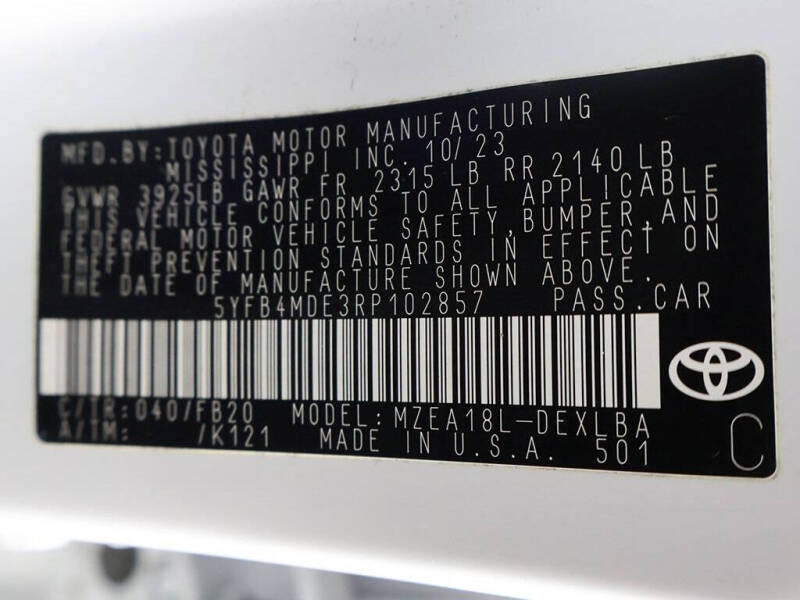 MFD.BY:TOYOTA MOTOR MANUFACTURING
MISSISSIPPI INC. 10/23
GVWR 3925LB GAWR FR 2315 LB RR 2140 LB
THIS VEHICLE CONFORMS TO ALL APPLICABLE
FEDERAL MOTOR VEHICLE SAFETY,BUMPER,AND
THEFT PREVENTION STANDARDS IN EFFECT ON
THE DATE OF MANUFACTURE SHOWN ABOVE.
5YFB4MDE3RP102857 PASS.CAR
C/TR:040/FB20 MODEL:MZEA18L-DEXLBA
A/TM: /K121 MADE IN U.S.A. 501
C